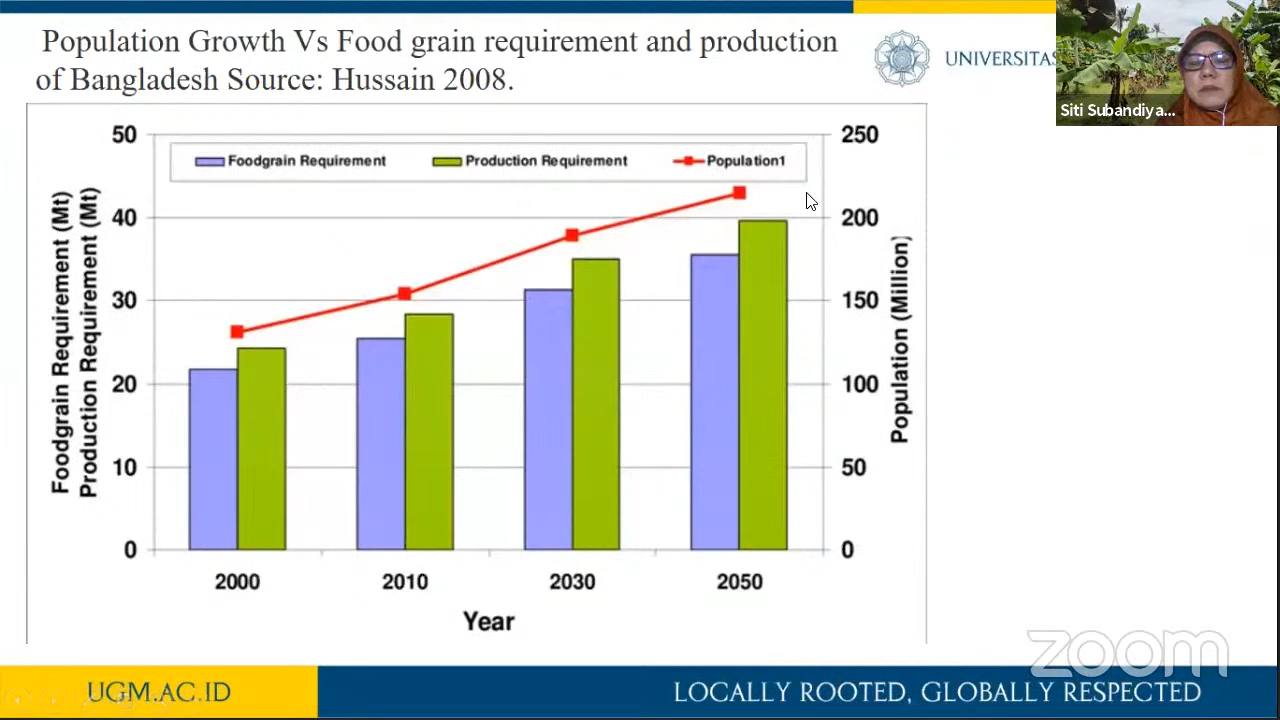 Population Growth Vs Food grain requirement and production
of Bangladesh Source: Hussain 2008.
UNIVERSITAS
Siti Subandiya...
50
250
Foodgrain Requirement
Production Requirement
Population1
40
200
30
150
20
100
10
50
0
0
Foodgrain Requirement (Mt)
Production Requirement (Mt)
Population (Million)
2000
2010
2030
2050
Year
zoom
UGM.AC.ID
LOCALLY ROOTED, GLOBALLY RESPECTED